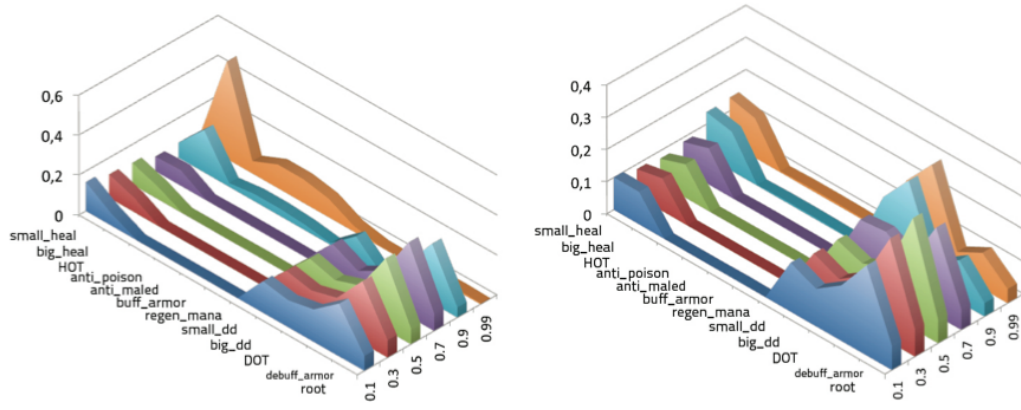 0,6
0,4
0,2
0
small_heal
big_heal
HOT
anti_poison
anti_maled
buff_armor
regen_mana
small_dd
big_dd
DOT
debuff_armor
root
0.1
0.3
0.5
0.7
0.9
0.99
0,4
0,3
0,2
0,1
0
small_heal
big_heal
HOT
anti_poison
anti_maled
buff_armor
regen_mana
small_dd
big_dd
DOT
debuff_armor
root
0.1
0.3
0.5
0.7
0.9
0.99